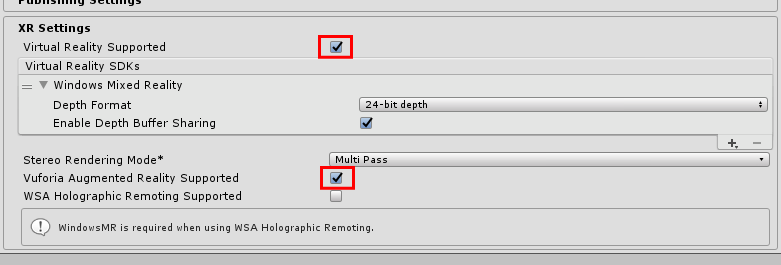 Publishing Settings
XR Settings
Virtual Reality Supported
Virtual Reality SDKs
Windows Mixed Reality
Depth Format 24-bit depth
Enable Depth Buffer Sharing
Stereo Rendering Mode* Multi Pass
Vuforia Augmented Reality Supported
WSA Holographic Remoting Supported
WindowsMR is required when using WSA Holographic Remoting.